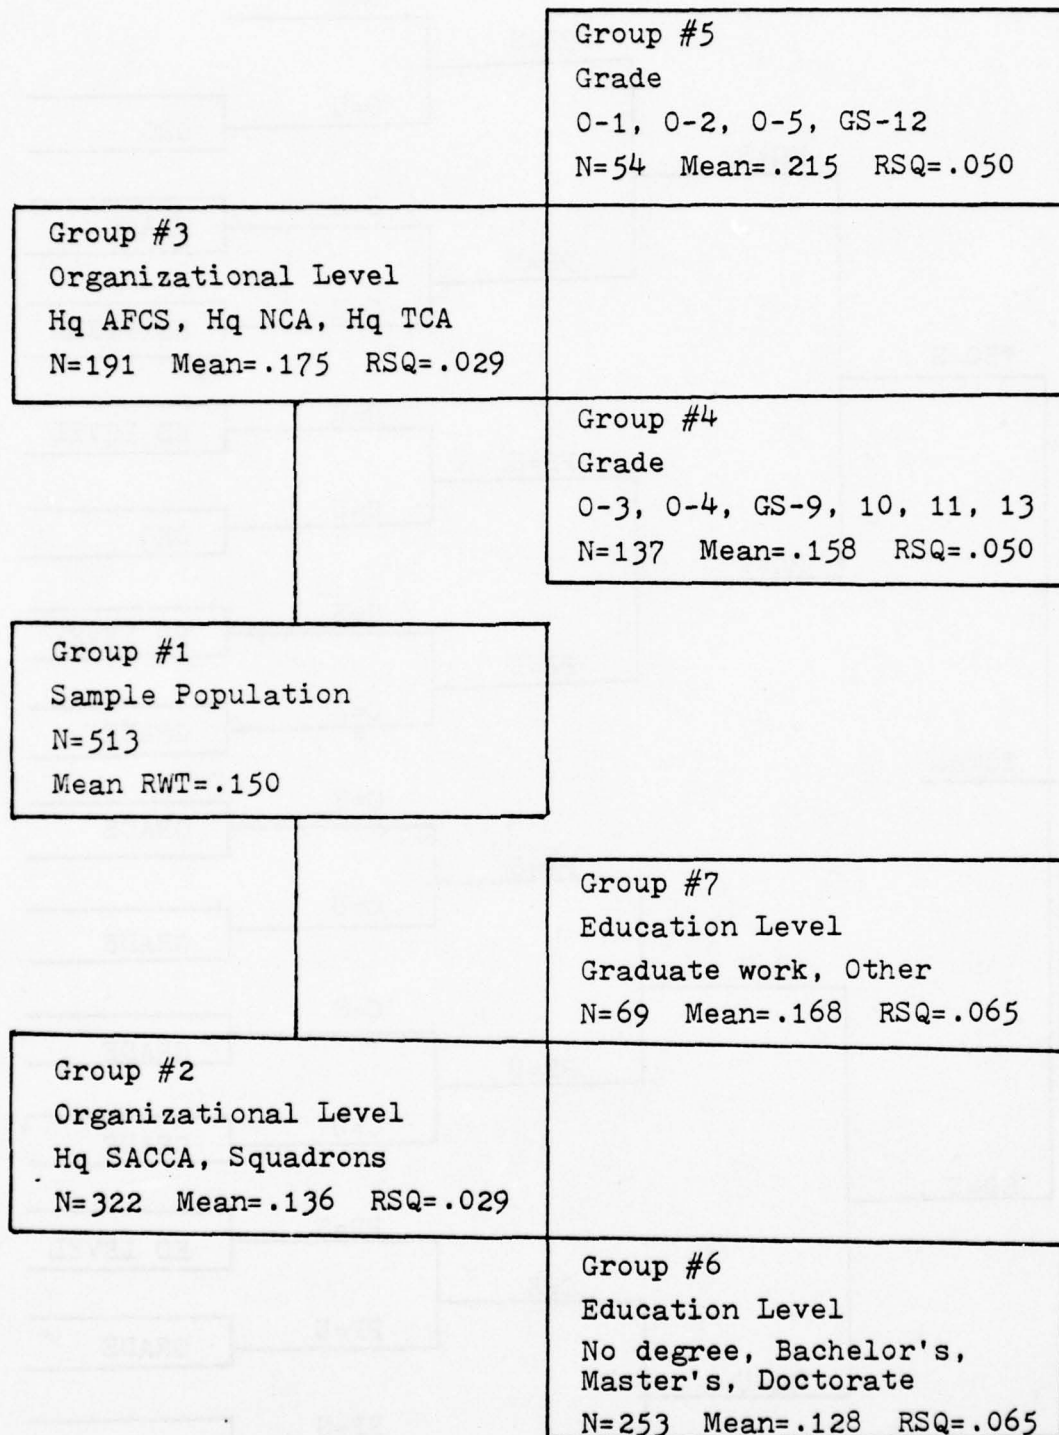 Group #5
Grade
O-1, O-2, O-5, GS-12
N=54 Mean=.215 RSQ=.050
Group #3
Organizational Level
Hq AFCS, Hq NCA, Hq TCA
N=191 Mean=.175 RSQ=.029
Group #4
Grade
O-3, O-4, GS-9, 10, 11, 13
N=137 Mean=.158 RSQ=.050
Group #1
Sample Population
N=513
Mean RWT=.150
Group #7
Education Level
Graduate work, Other
N=69 Mean=.168 RSQ=.065
Group #2
Organizational Level
Hq SACCA, Squadrons
N=322 Mean=.136 RSQ=.029
Group #6
Education Level
No degree, Bachelor's,
Master's, Doctorate
N=253 Mean=.128 RSQ=.065